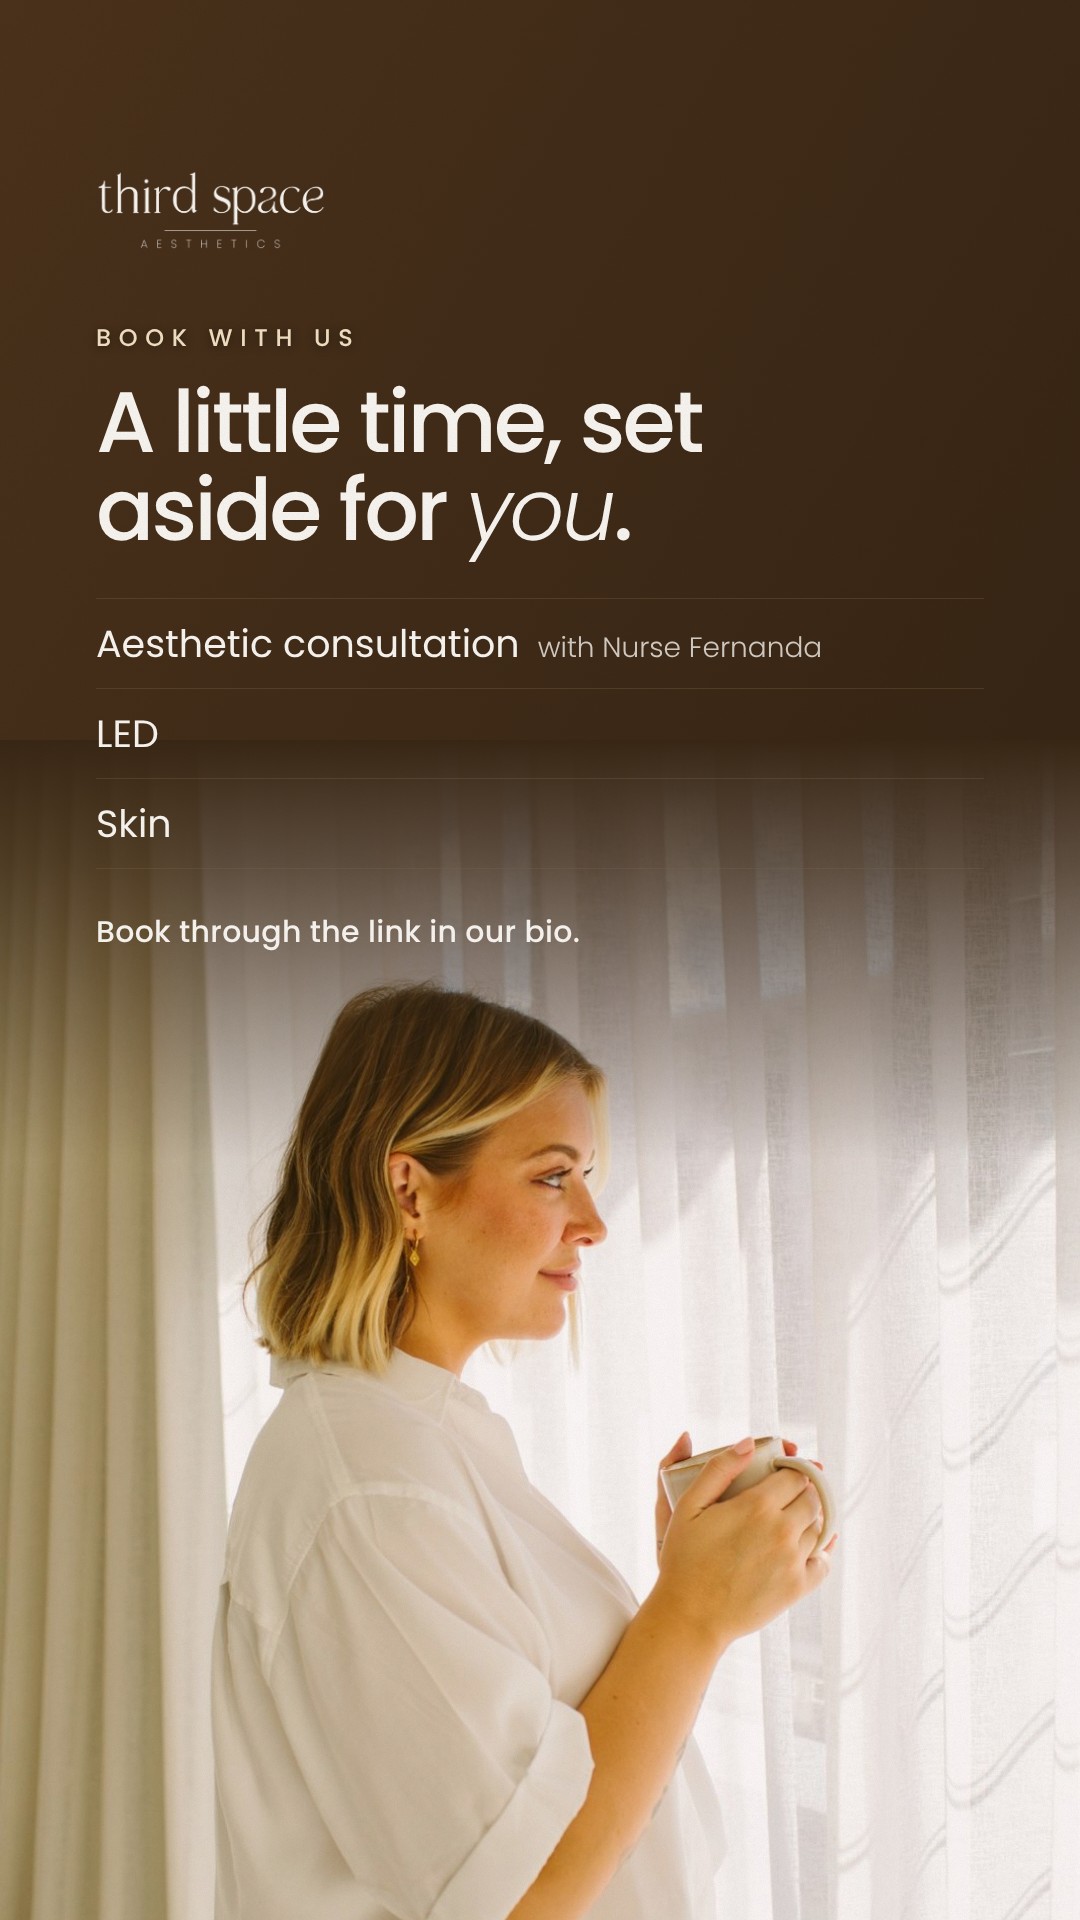 third space
AESTHETICS
BOOK WITH US
A little time, set
aside for you.
Aesthetic consultation with Nurse Fernanda
LED
Skin
Book through the link in our bio.